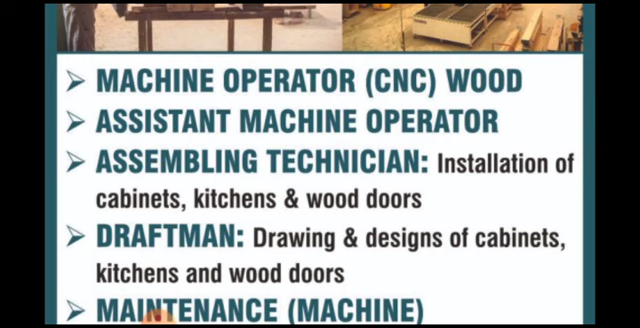 MACHINE OPERATOR (CNC) WOOD
ASSISTANT MACHINE OPERATOR
ASSEMBLING TECHNICIAN: Installation of
cabinets, kitchens & wood doors
DRAFTMAN: Drawing & designs of cabinets,
kitchens and wood doors
MAINTENANCE (MACHINE)